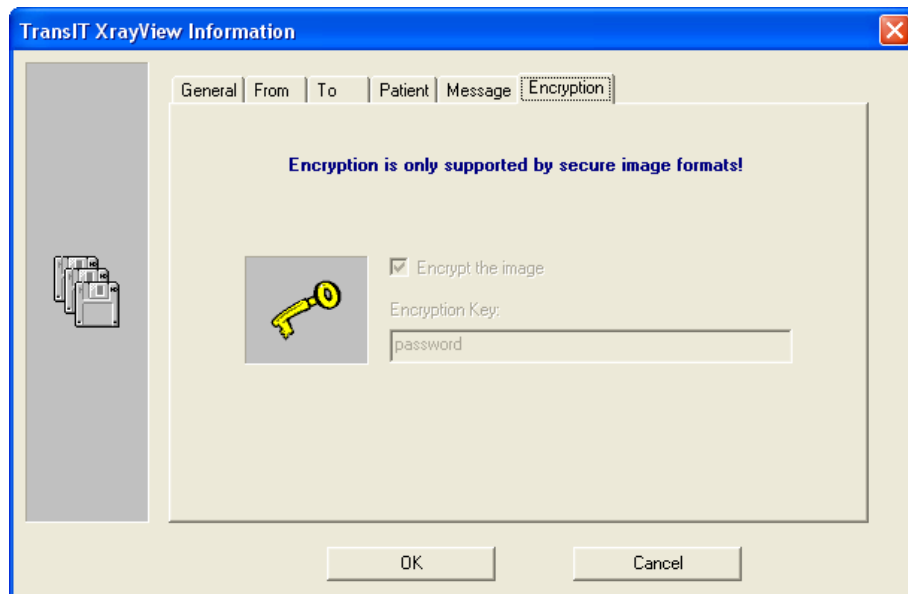 TransIT XrayView Information
General From To Patient Message Encryption
Encryption is only supported by secure image formats!
Encrypt the image
Encryption Key:
password
OK Cancel